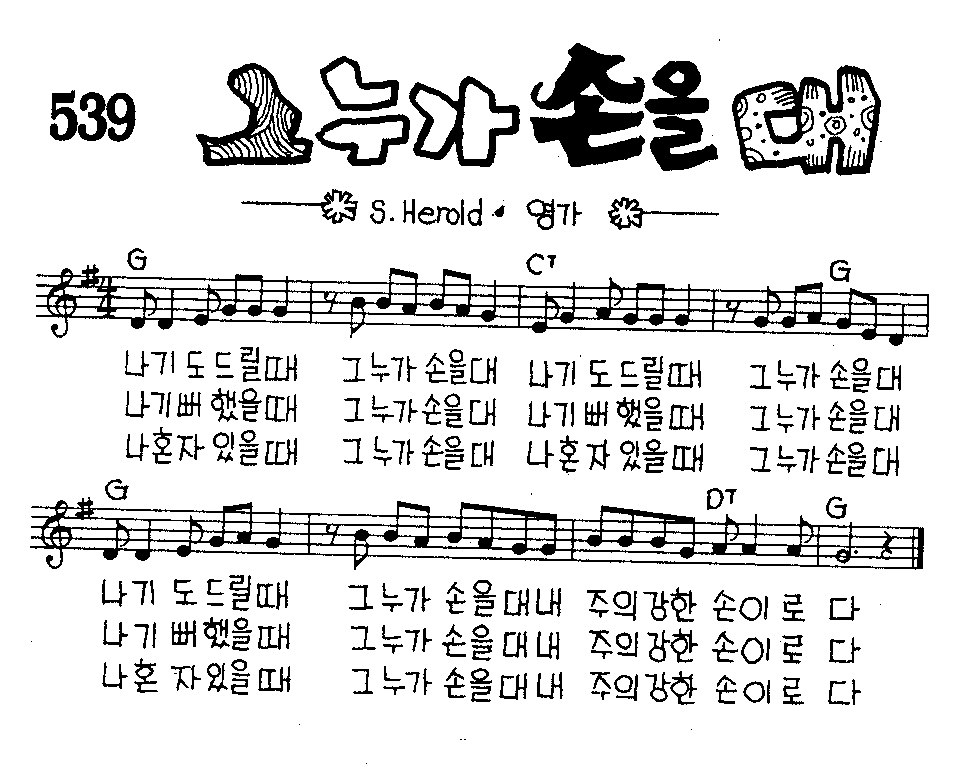 539 그누가 손을 대
S. Herold · 영가
G C7 G
4
4
나기 도 드릴때 그누가 손을대 나기 도 드릴때 그누가 손을대
나기뻐 했을때 그누가손을대 나기뻐 했을때 그누가 손을대
나혼자 있을때 그누가손을대 나혼자 있을때 그누가 손을대
G D7 G
나기 도드릴때 그누가 손을대내 주의강한 손이로 다
나기 뻐했을때 그누가 손을대내 주의강한 손이로 다
나혼 자있을때 그누가 손을대내 주의강한 손이로 다